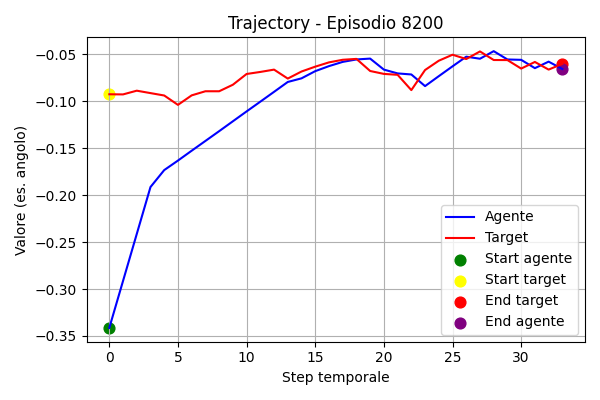 Trajectory - Episodio 8200
Valore (es. angolo)
−0.05
−0.10
−0.15
−0.20
−0.25
−0.30
−0.35
Agente
Target
Start agente
Start target
End target
End agente
0 5 10 15 20 25 30
Step temporale